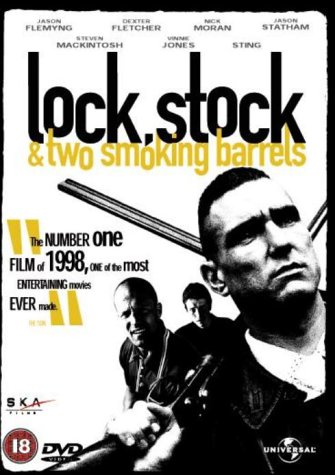 JASON FLEMYNG
DEXTER FLETCHER
NICK MORAN
JASON STATHAM
STEVEN MACKINTOSH
VINNIE JONES
STING
lock, stock
& two smoking barrels
"The NUMBER one
FILM of 1998, ONE of the most
ENTERTAINING movies
EVER made."
THE SUN
SKA
FILMS
18
DVD
VIDEO
UNIVERSAL